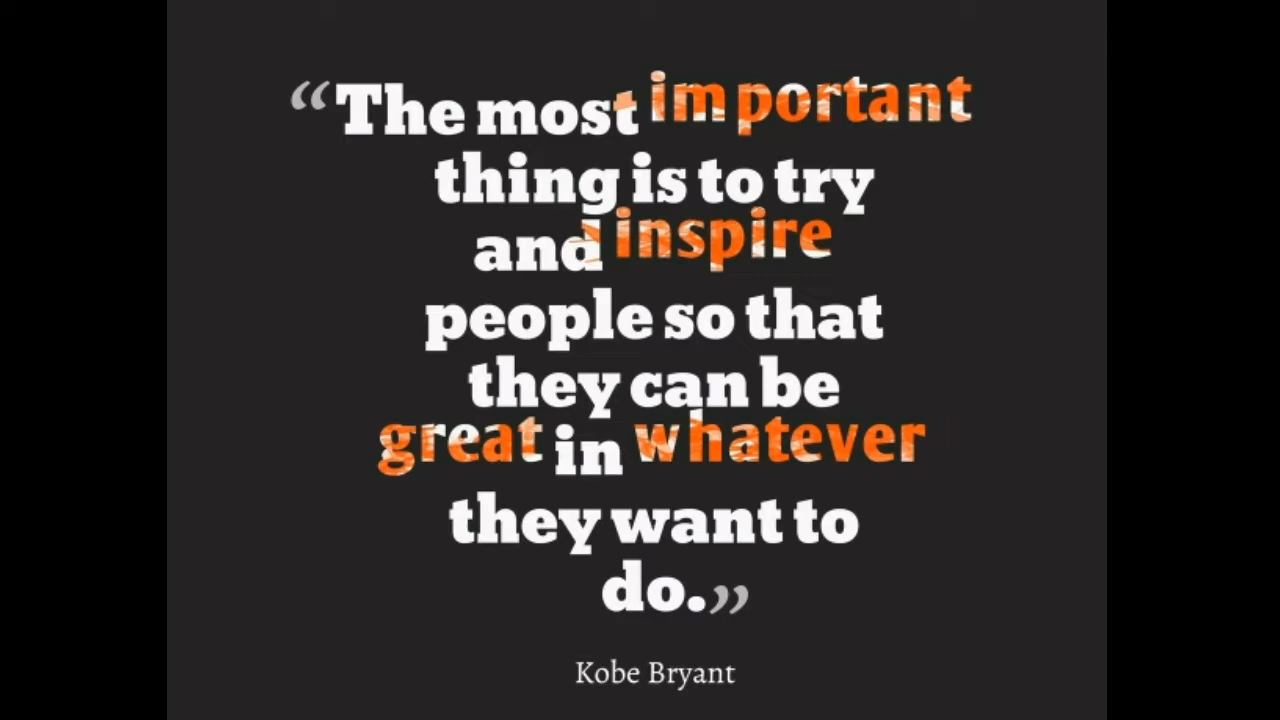 “The most important
thing is to try
and inspire
people so that
they can be
great in whatever
they want to
do.”
Kobe Bryant